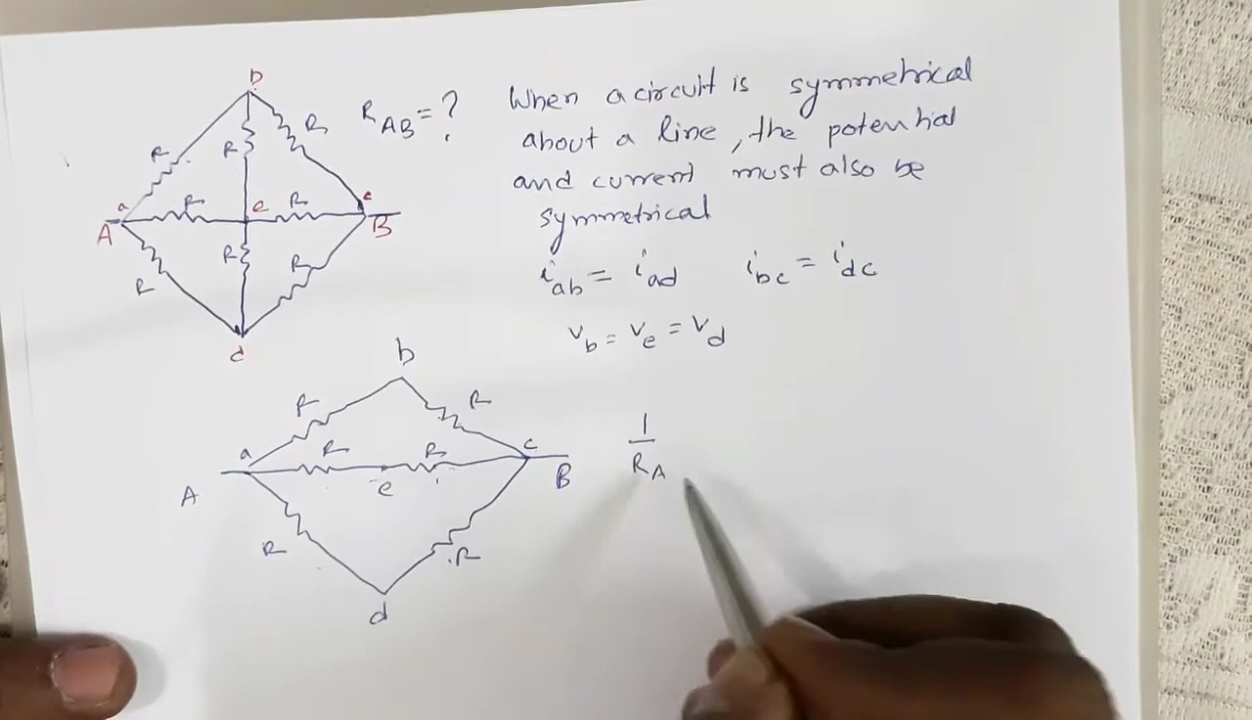 b
R
R
R
R_AB = ?
a
R
e
R
c
A
B
R
R
R
d
When a circuit is symmetrical
about a line, the potential
and current must also be
symmetrical
i_ab = i_ad i_bc = i_dc
v_b = v_e = v_d
b
R
R
a
R
R
c
A
e
B
R
R
d
1
R_A